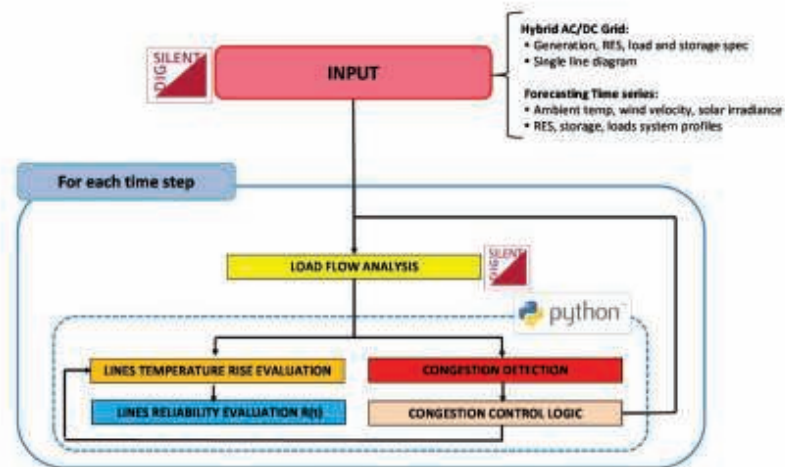 Hybrid AC/DC Grid:
• Generation, RES, load and storage spec
• Single line diagram
DIG SILENT
INPUT
Forecasting Time series:
• Ambient temp, wind velocity, solar irradiance
• RES, storage, loads system profiles
For each time step
LOAD FLOW ANALYSIS
DIG SILENT
python™
LINES TEMPERATURE RISE EVALUATION
CONGESTION DETECTION
LINES RELIABILITY EVALUATION R(t)
CONGESTION CONTROL LOGIC